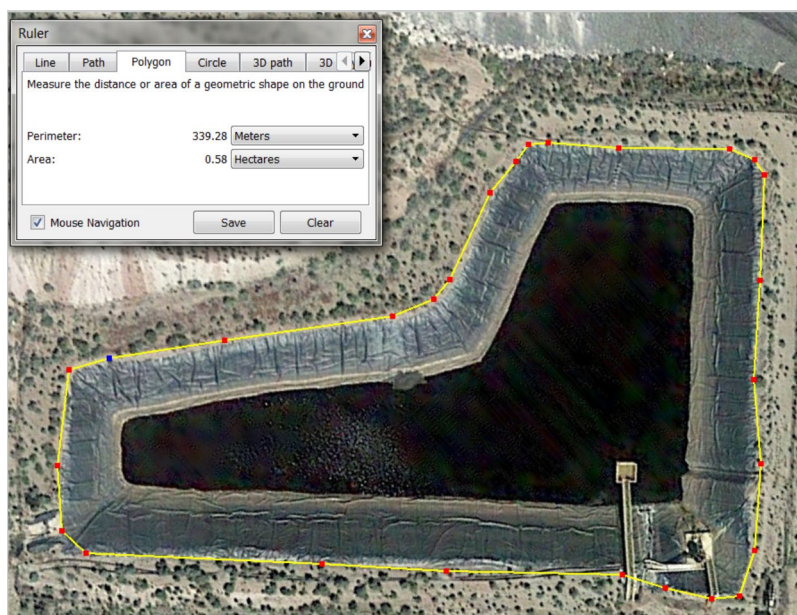 Ruler
Line Path Polygon Circle 3D path 3D
Measure the distance or area of a geometric shape on the ground
Perimeter: 339.28 Meters
Area: 0.58 Hectares
Mouse Navigation Save Clear